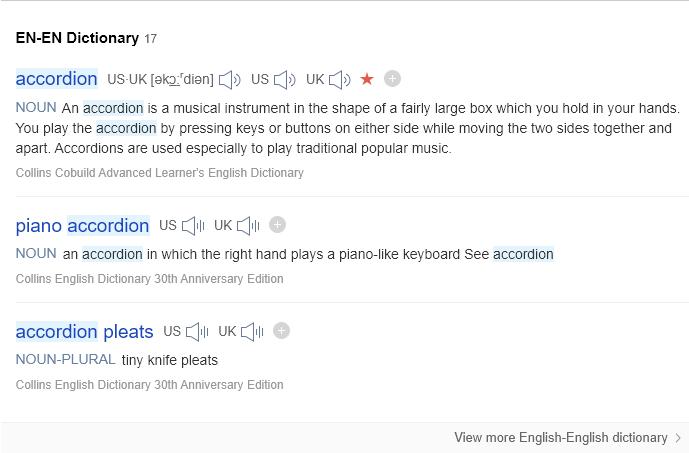 EN-EN Dictionary 17
accordion US·UK [əkɔːʳdiən] US UK
NOUN An accordion is a musical instrument in the shape of a fairly large box which you hold in your hands.
You play the accordion by pressing keys or buttons on either side while moving the two sides together and
apart. Accordions are used especially to play traditional popular music.
Collins Cobuild Advanced Learner's English Dictionary
piano accordion US UK
NOUN an accordion in which the right hand plays a piano-like keyboard See accordion
Collins English Dictionary 30th Anniversary Edition
accordion pleats US UK
NOUN-PLURAL tiny knife pleats
Collins English Dictionary 30th Anniversary Edition
View more English-English dictionary >